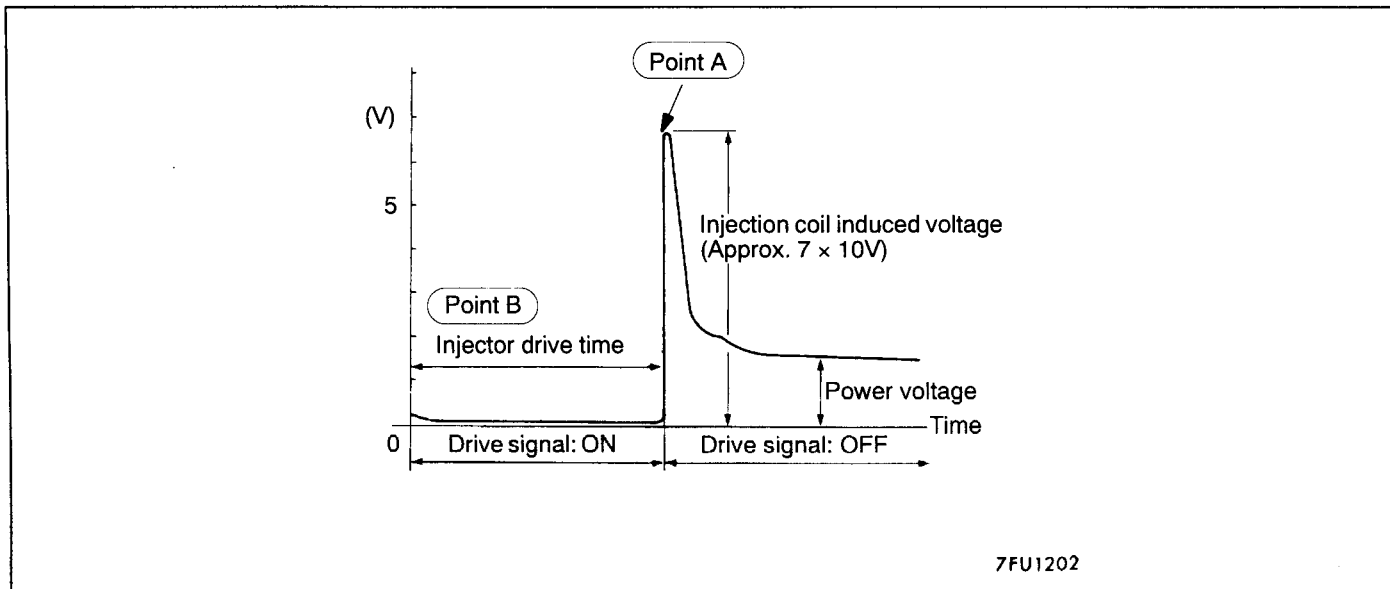 Point A
(V)
5
Injection coil induced voltage
(Approx. 7 × 10V)
Point B
Injector drive time
Power voltage
Time
0
Drive signal: ON
Drive signal: OFF
7FU1202